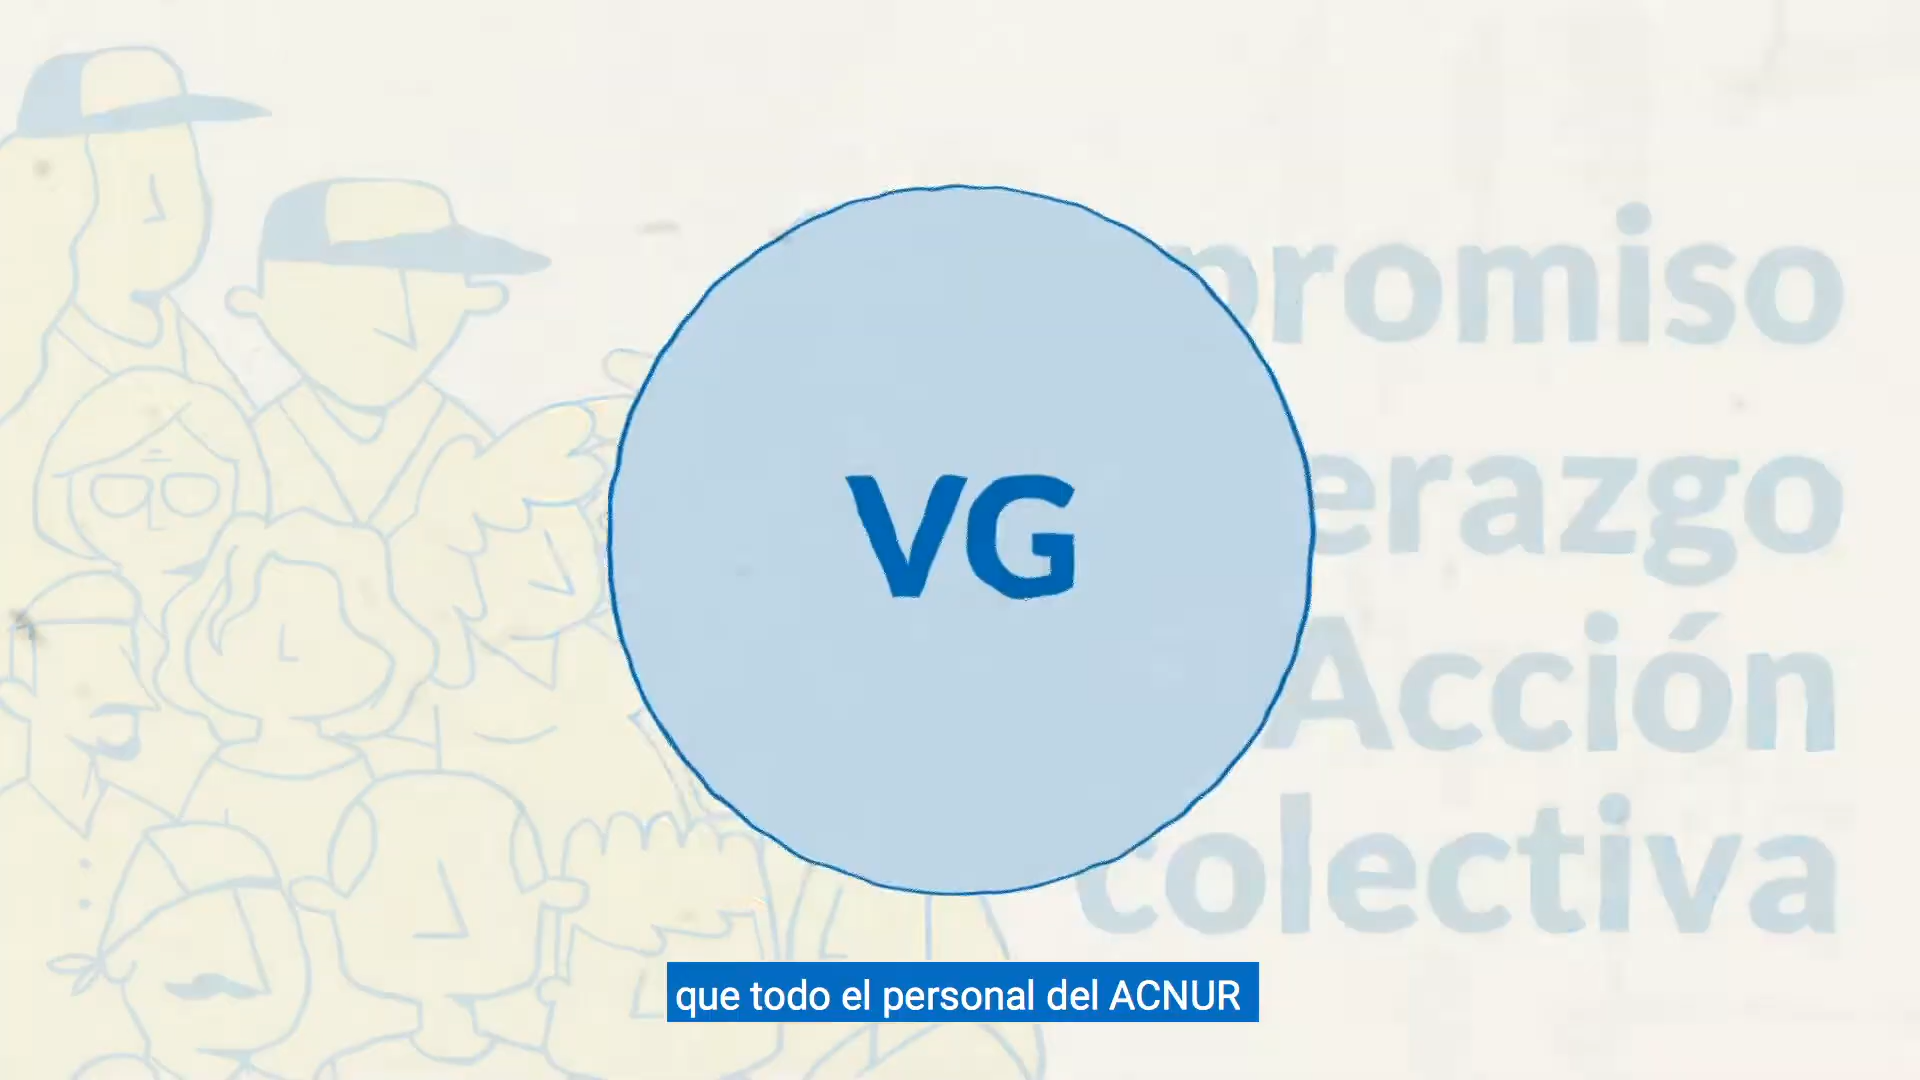 promiso
erazgo
VG
Acción
colectiva
que todo el personal del ACNUR